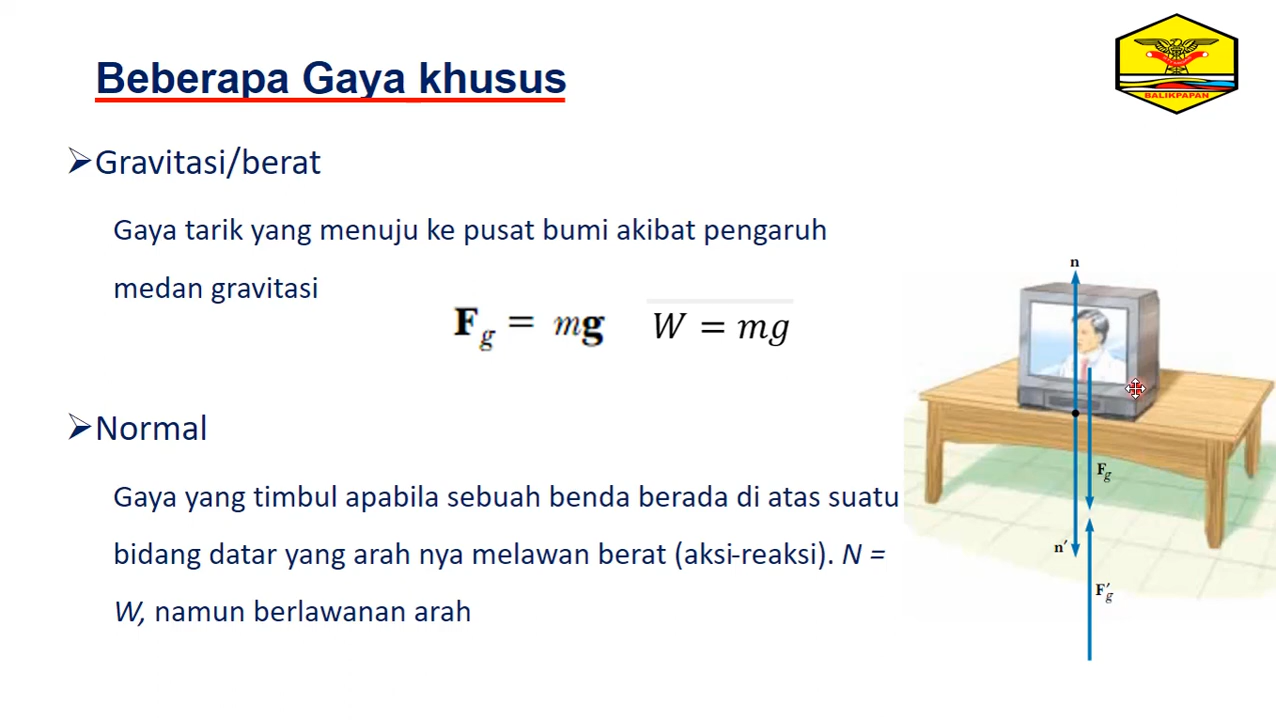 Beberapa Gaya khusus
BALIKPAPAN
➢Gravitasi/berat
Gaya tarik yang menuju ke pusat bumi akibat pengaruh
medan gravitasi
F_g = mg W = mg
➢Normal
Gaya yang timbul apabila sebuah benda berada di atas suatu
bidang datar yang arah nya melawan berat (aksi-reaksi). N =
W, namun berlawanan arah
n
F_g
n′
F′_g